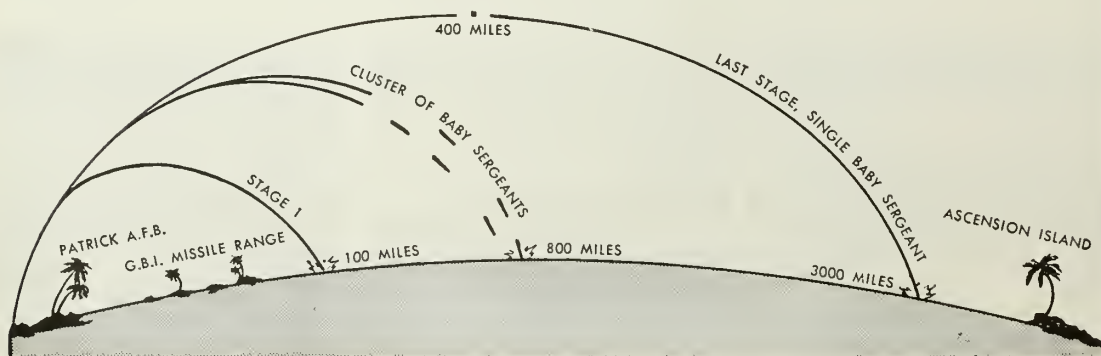 400 MILES
LAST STAGE, SINGLE BABY SERGEANT
CLUSTER OF BABY SERGEANTS
STAGE 1
PATRICK A.F.B.
G.B.I. MISSILE RANGE
100 MILES
800 MILES
3000 MILES
ASCENSION ISLAND